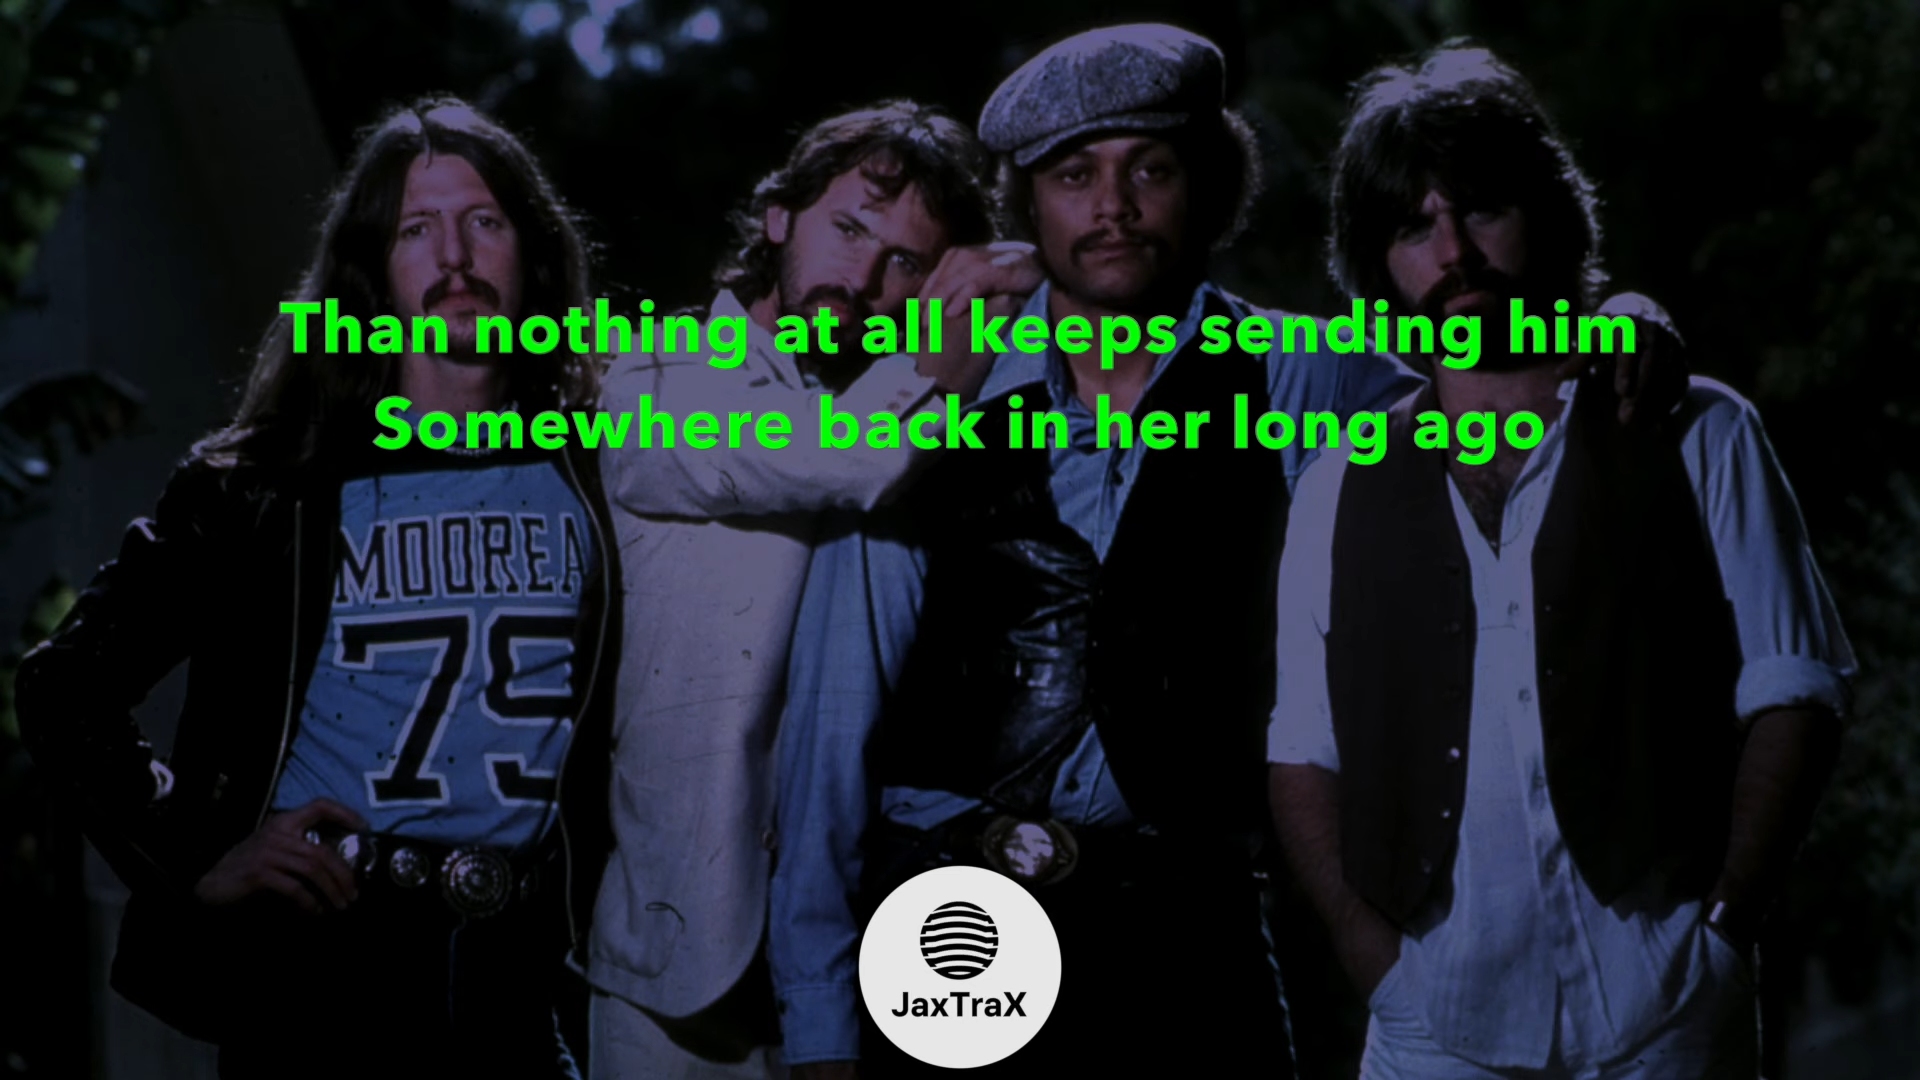 Than nothing at all keeps sending him
Somewhere back in her long ago
MOOREA
79
JaxTraX